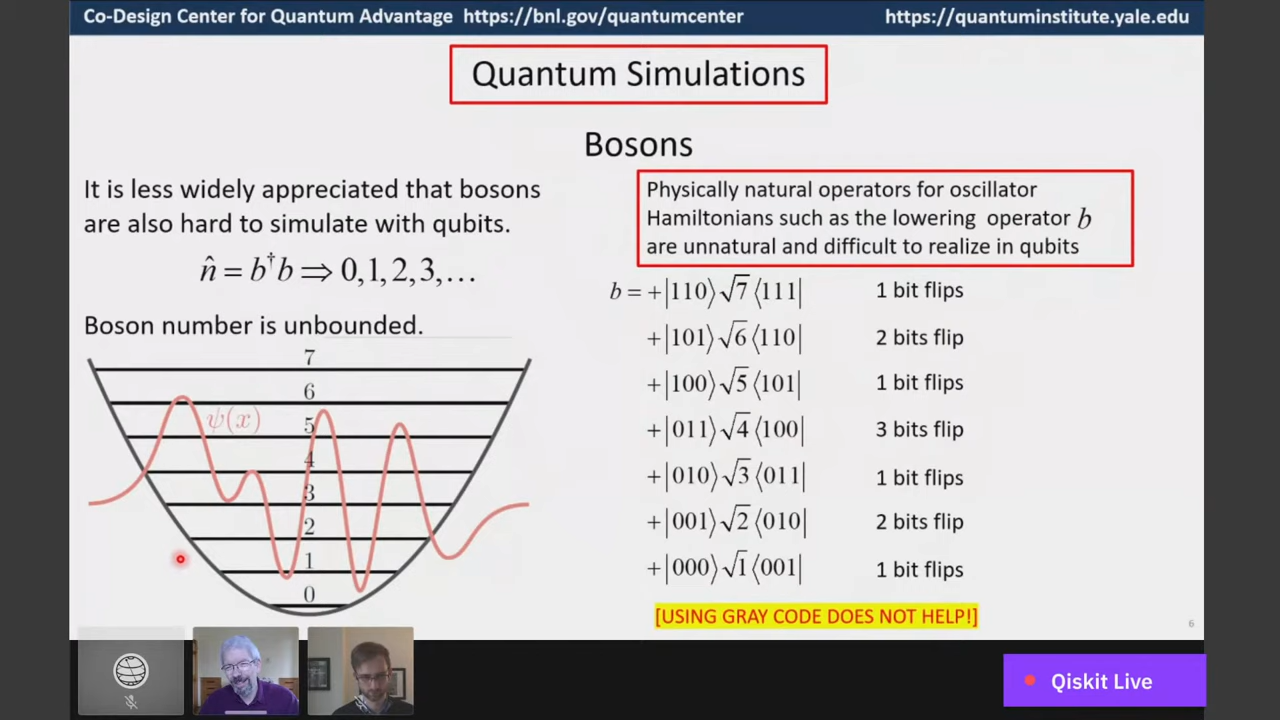 Co-Design Center for Quantum Advantage https://bnl.gov/quantumcenter https://quantuminstitute.yale.edu
Quantum Simulations
Bosons
It is less widely appreciated that bosons
are also hard to simulate with qubits.
n̂ = b†b ⇒ 0,1,2,3,…
Boson number is unbounded.
7
6
ψ(x)
5
4
3
2
1
0
Physically natural operators for oscillator
Hamiltonians such as the lowering operator b
are unnatural and difficult to realize in qubits
b = +|110⟩√7⟨111| 1 bit flips
+|101⟩√6⟨110| 2 bits flip
+|100⟩√5⟨101| 1 bit flips
+|011⟩√4⟨100| 3 bits flip
+|010⟩√3⟨011| 1 bit flips
+|001⟩√2⟨010| 2 bits flip
+|000⟩√1⟨001| 1 bit flips
[USING GRAY CODE DOES NOT HELP!]
6
Qiskit Live